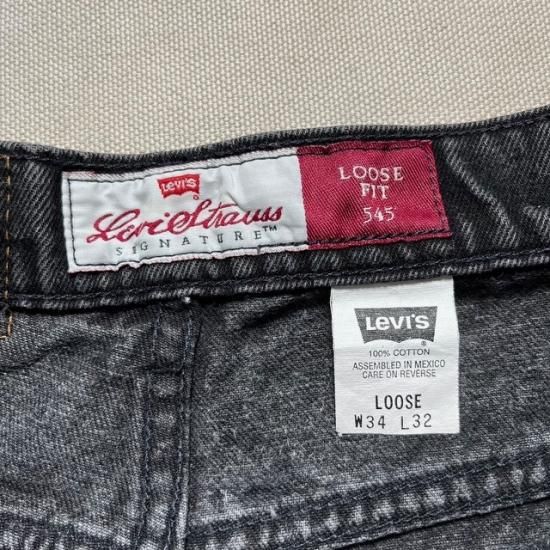 Levi's
Levi Strauss
SIGNATURE™
LOOSE
FIT
545
LEVI'S
®
100% COTTON
ASSEMBLED IN MEXICO
CARE ON REVERSE
LOOSE
W34 L32